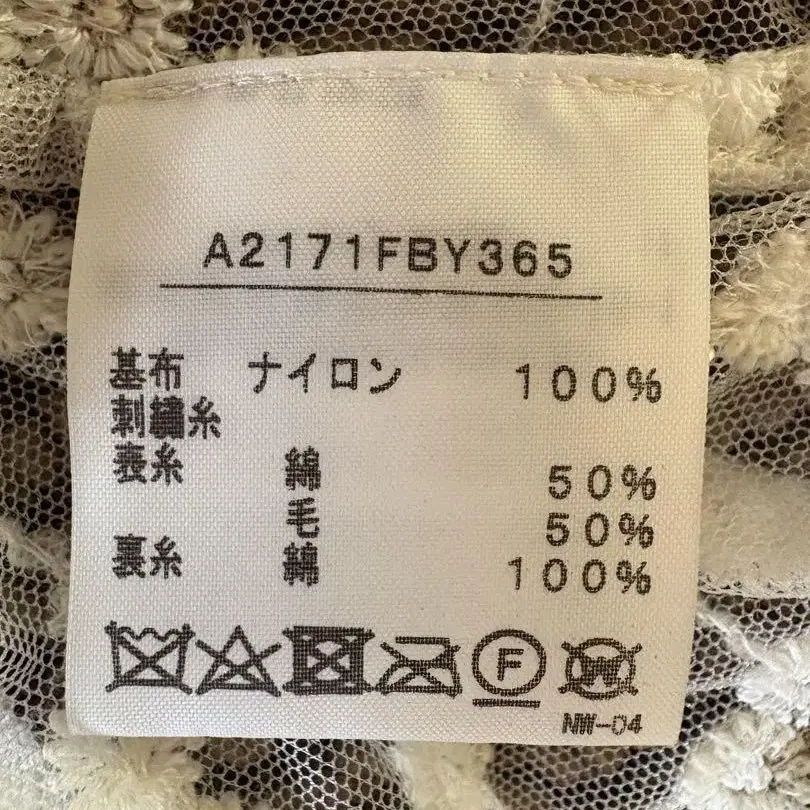 A2171FBY365
基布 ナイロン 100%
刺繍糸
表糸 綿 50%
毛 50%
裏糸 綿 100%
F W
NW-04